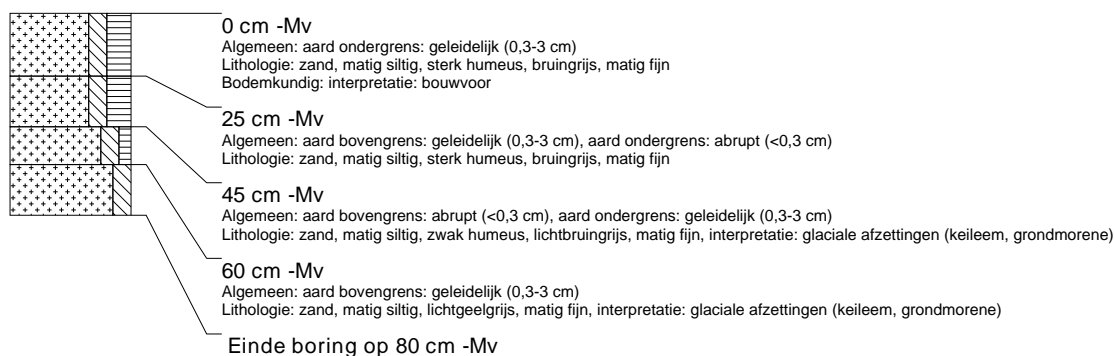 0 cm -Mv
Algemeen: aard ondergrens: geleidelijk (0,3-3 cm)
Lithologie: zand, matig siltig, sterk humeus, bruingrijs, matig fijn
Bodemkundig: interpretatie: bouwvoor
25 cm -Mv
Algemeen: aard bovengrens: geleidelijk (0,3-3 cm), aard ondergrens: abrupt (<0,3 cm)
Lithologie: zand, matig siltig, sterk humeus, bruingrijs, matig fijn
45 cm -Mv
Algemeen: aard bovengrens: abrupt (<0,3 cm), aard ondergrens: geleidelijk (0,3-3 cm)
Lithologie: zand, matig siltig, zwak humeus, lichtbruingrijs, matig fijn, interpretatie: glaciale afzettingen (keileem, grondmorene)
60 cm -Mv
Algemeen: aard bovengrens: geleidelijk (0,3-3 cm)
Lithologie: zand, matig siltig, lichtgeelgrijs, matig fijn, interpretatie: glaciale afzettingen (keileem, grondmorene)
Einde boring op 80 cm -Mv